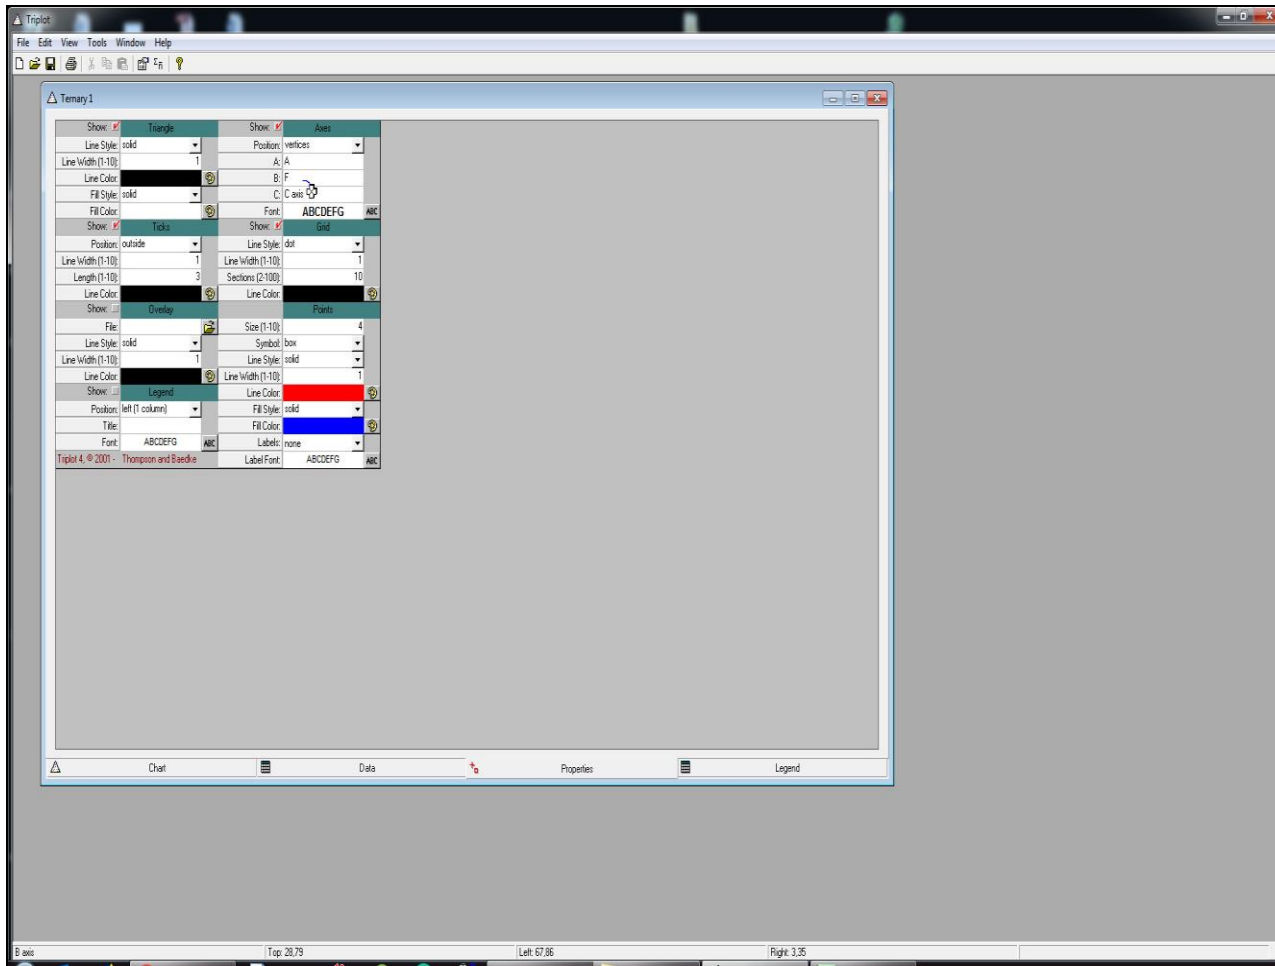 Triplot
File Edit View Tools Window Help
Ternary1
Show: Triangle Show: Axes
Line Style: solid Position: vertices
Line Width (1-10): 1 A: A
Line Color: B: F
Fill Style: solid C: C axis
Fill Color: Font: ABCDEFG ABC
Show: Ticks Show: Grid
Position: outside Line Style: dot
Line Width (1-10): 1 Line Width (1-10): 1
Length (1-10): 3 Sections (2-100): 10
Line Color: Line Color:
Show: Overlay Points
File: Size (1-10): 4
Line Style: solid Symbol: box
Line Width (1-10): 1 Line Style: solid
Line Color: Line Width (1-10): 1
Show: Legend Line Color:
Position: left (1 column) Fill Style: solid
Title: Fill Color:
Font: ABCDEFG ABC Labels: none
Triplot 4, © 2001 - Thompson and Baedke Label Font: ABCDEFG ABC
Chart Data Properties Legend
B axis Top: 28,79 Left: 67,86 Right: 3,35